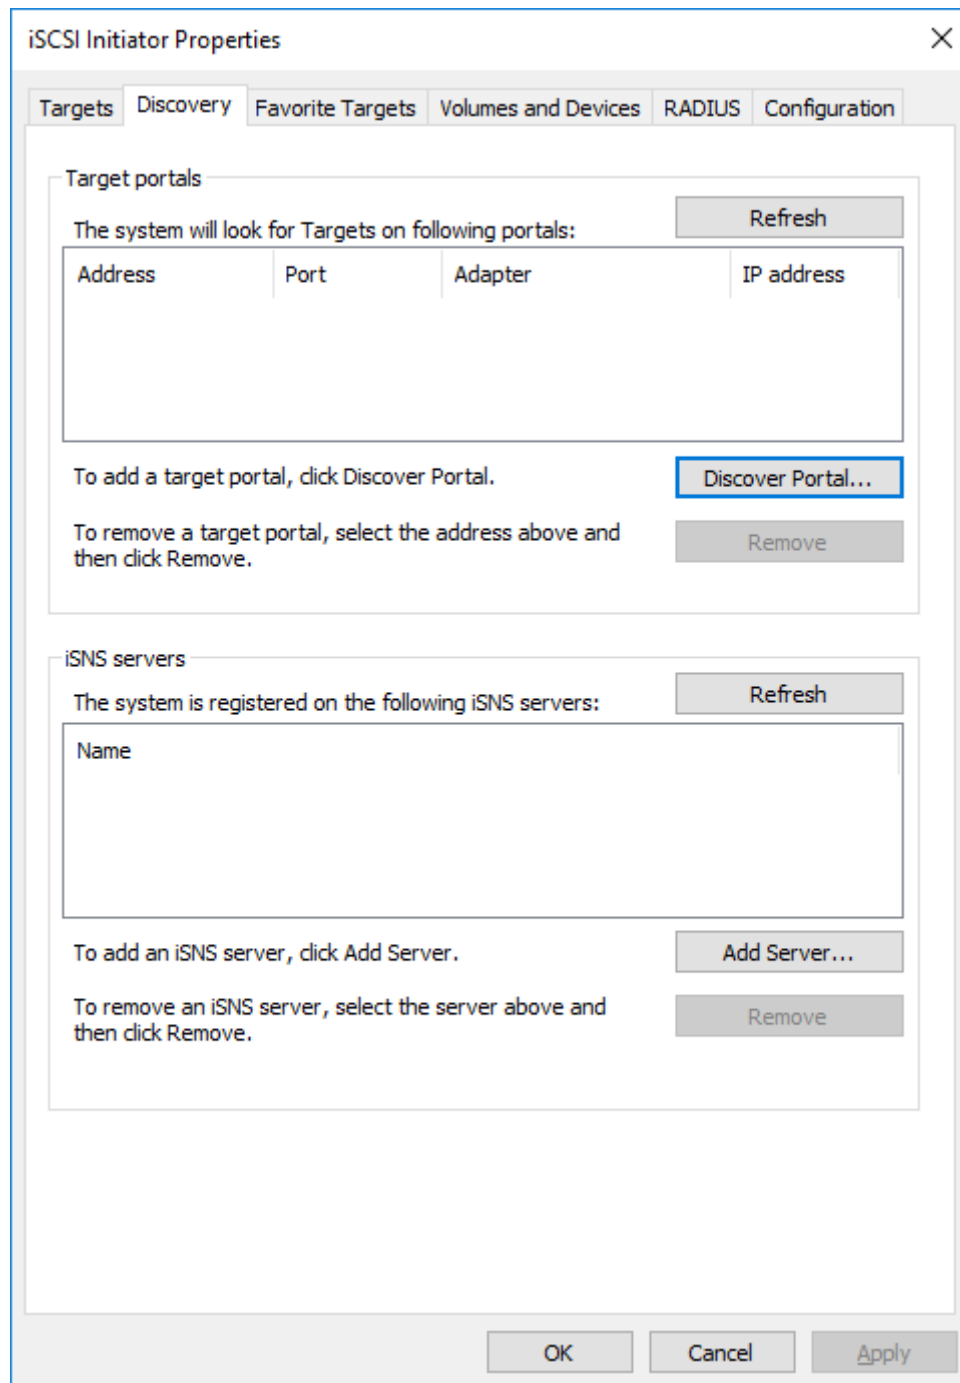 iSCSI Initiator Properties
Targets Discovery Favorite Targets Volumes and Devices RADIUS Configuration
Target portals
The system will look for Targets on following portals:
Refresh
Address Port Adapter IP address
To add a target portal, click Discover Portal.
Discover Portal...
To remove a target portal, select the address above and
then click Remove.
Remove
iSNS servers
The system is registered on the following iSNS servers:
Refresh
Name
To add an iSNS server, click Add Server.
Add Server...
To remove an iSNS server, select the server above and
then click Remove.
Remove
OK Cancel Apply